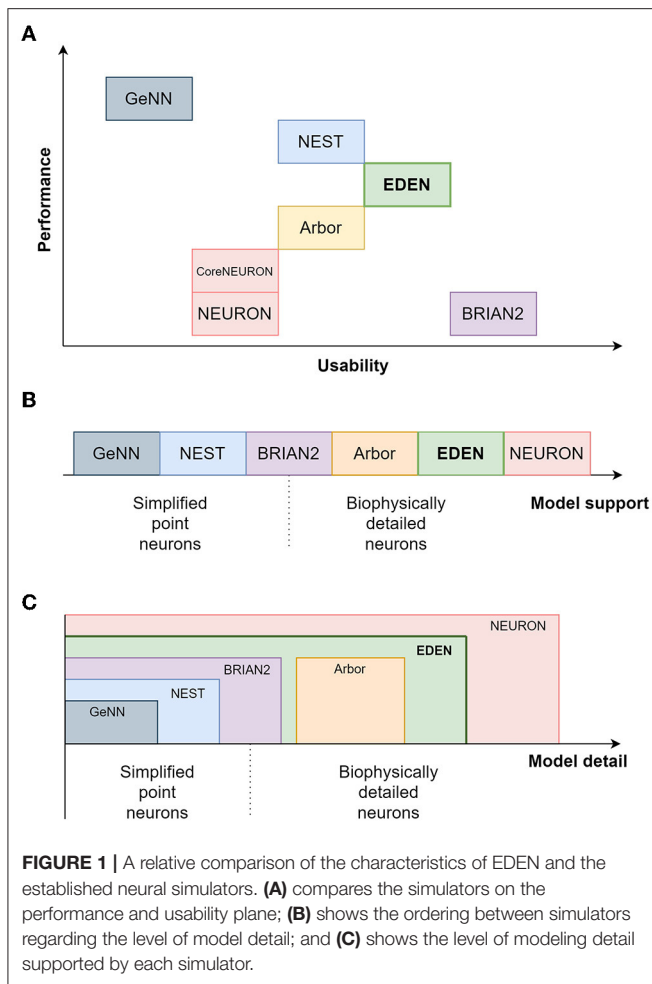 A
GeNN
NEST
EDEN
Arbor
CoreNEURON
NEURON
BRIAN2
Performance
Usability
B
GeNN NEST BRIAN2 Arbor EDEN NEURON
Simplified
point
neurons
Biophysically
detailed
neurons
Model support
C
NEURON
EDEN
BRIAN2
Arbor
NEST
GeNN
Model detail
Simplified
point
neurons
Biophysically
detailed
neurons
FIGURE 1 | A relative comparison of the characteristics of EDEN and the
established neural simulators. (A) compares the simulators on the
performance and usability plane; (B) shows the ordering between simulators
regarding the level of model detail; and (C) shows the level of modeling detail
supported by each simulator.